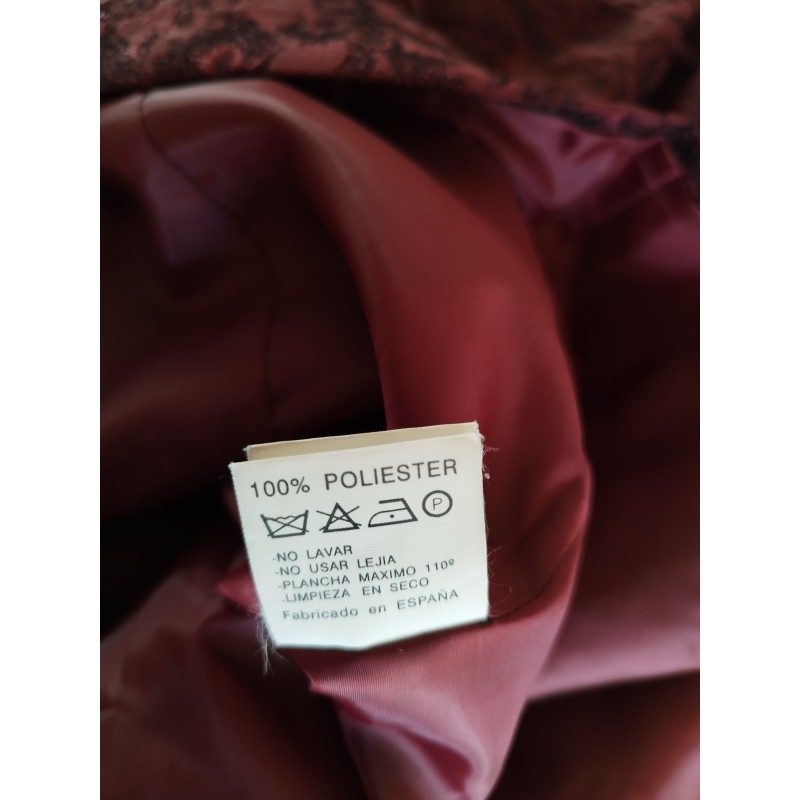 100% POLIESTER
P
-NO LAVAR
-NO USAR LEJIA
-PLANCHA MAXIMO 110º
-LIMPIEZA EN SECO
Fabricado en ESPAÑA